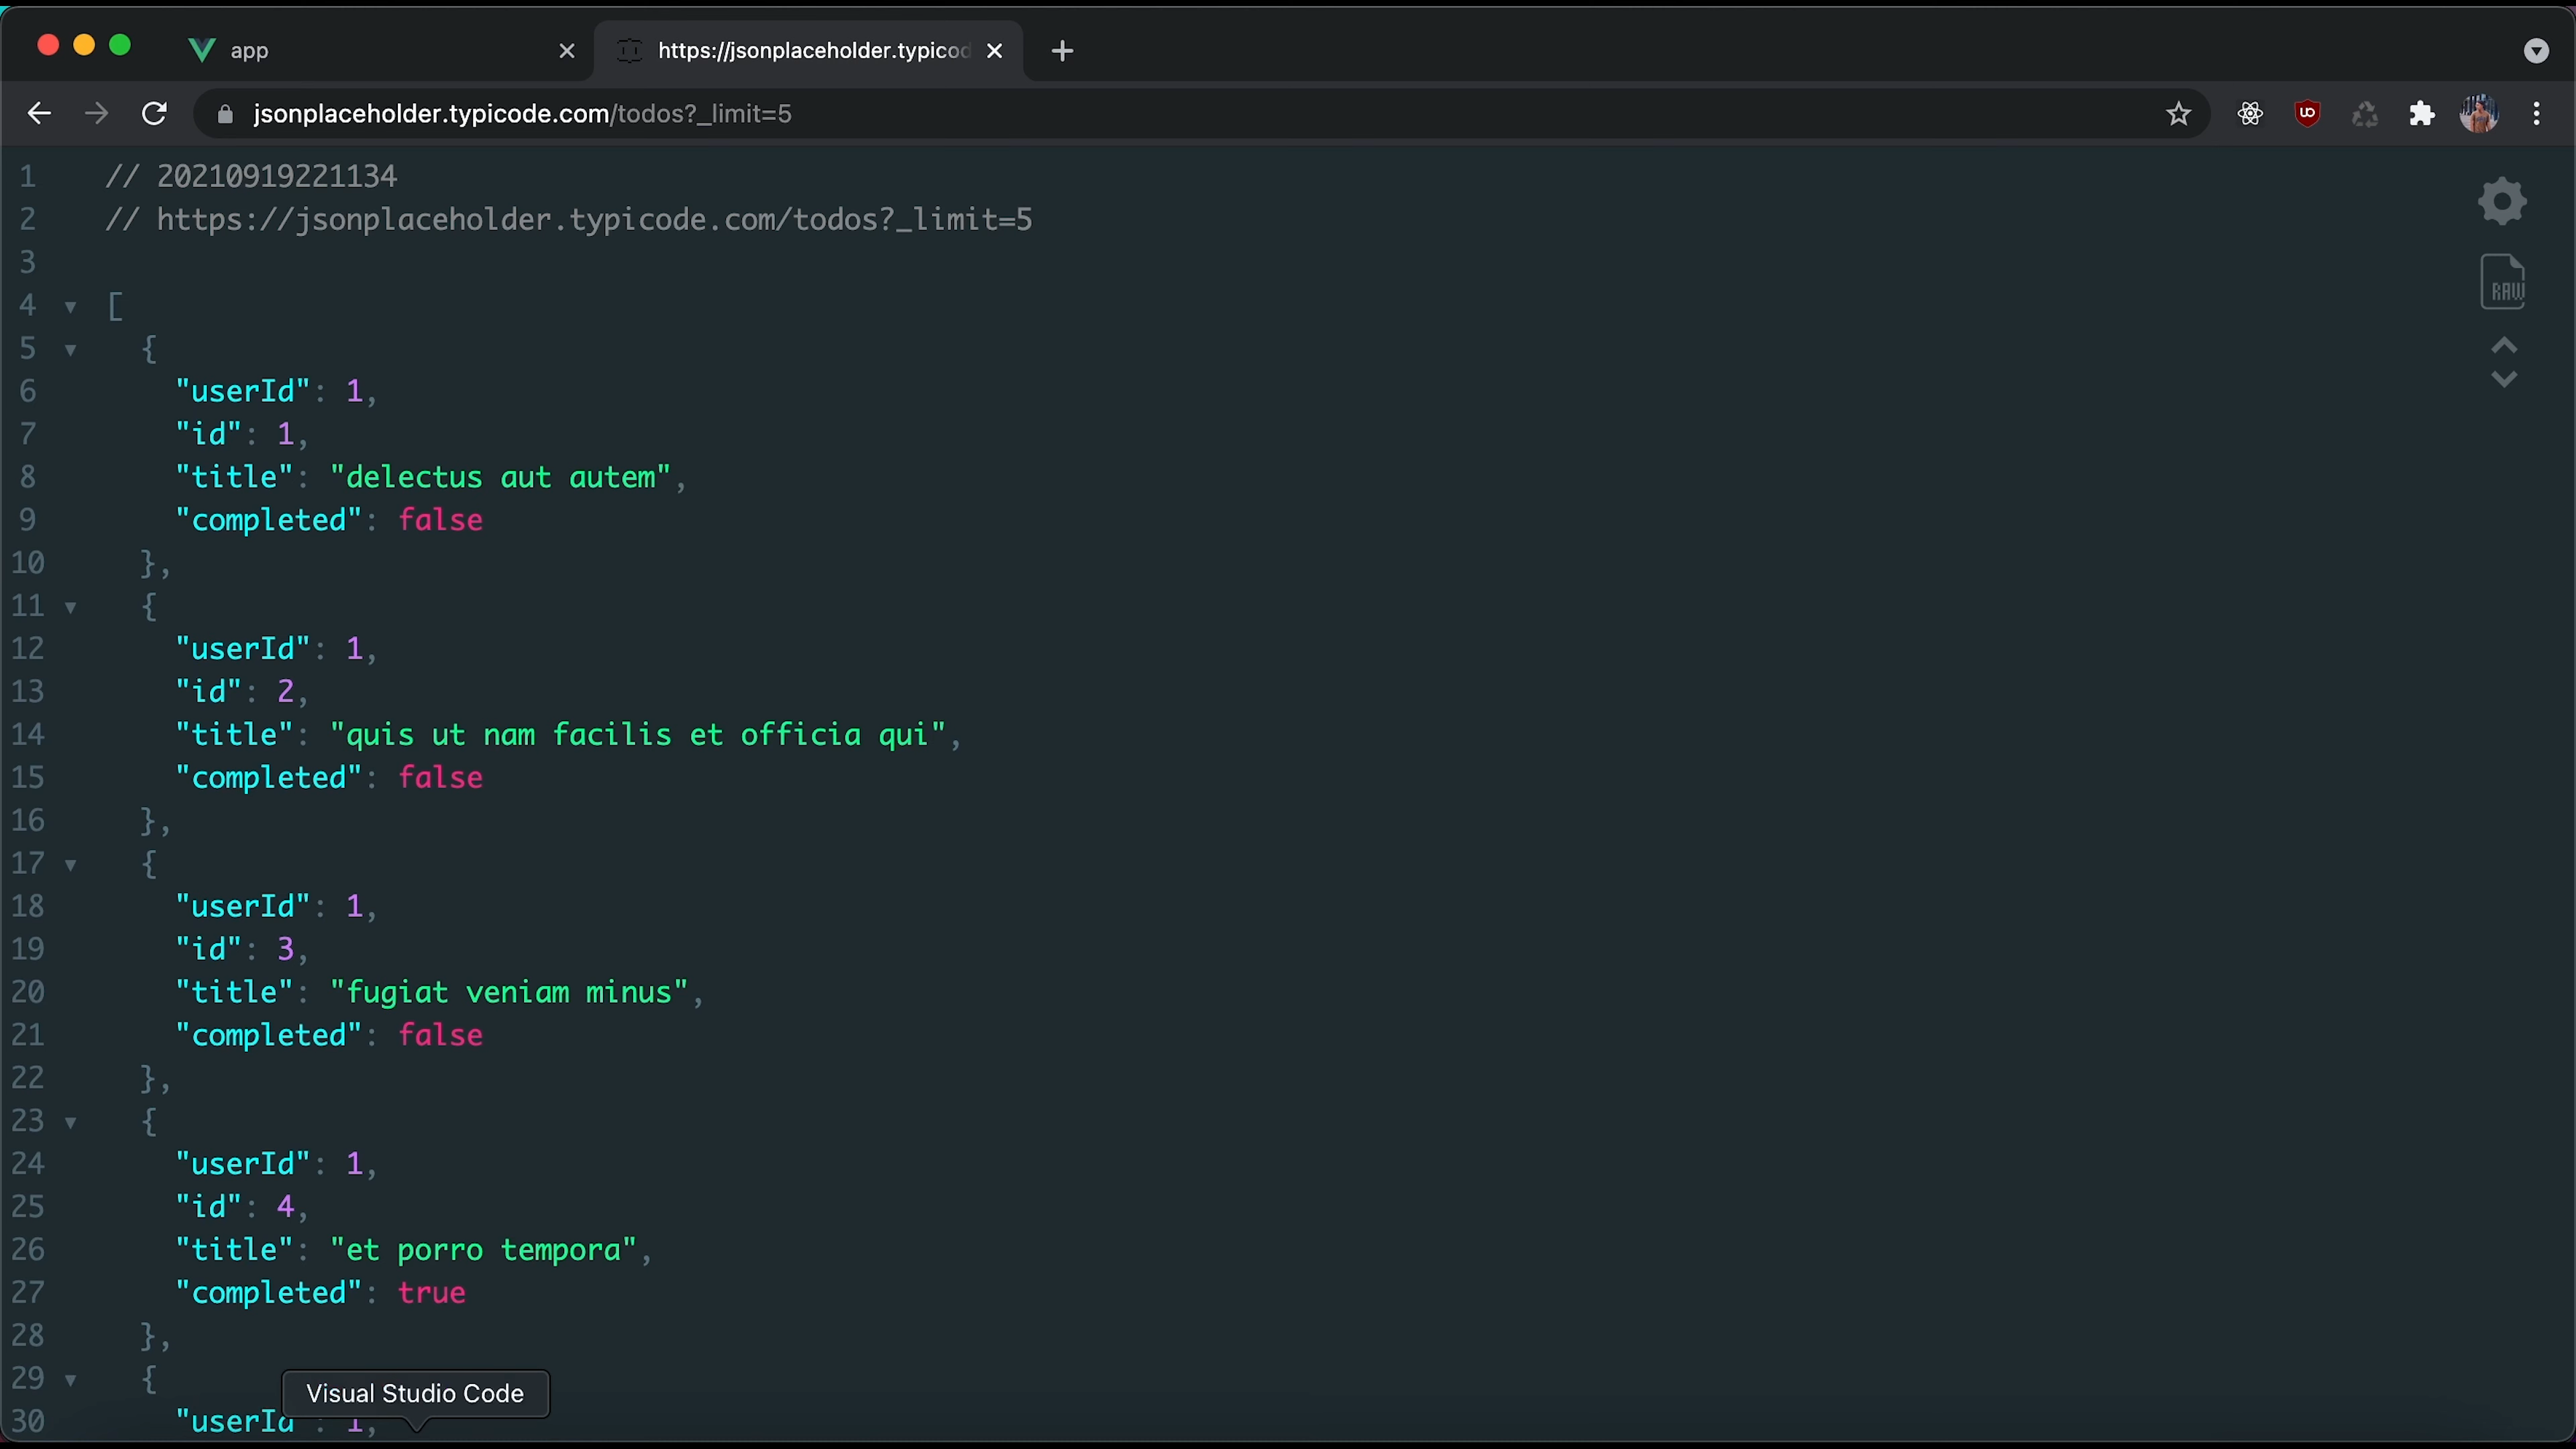 app
https://jsonplaceholder.typicod
jsonplaceholder.typicode.com/todos?_limit=5
1 // 20210919221134
2 // https://jsonplaceholder.typicode.com/todos?_limit=5
3
RAW
4 [
5 {
6 "userId": 1,
7 "id": 1,
8 "title": "delectus aut autem",
9 "completed": false
10 },
11 {
12 "userId": 1,
13 "id": 2,
14 "title": "quis ut nam facilis et officia qui",
15 "completed": false
16 },
17 {
18 "userId": 1,
19 "id": 3,
20 "title": "fugiat veniam minus",
21 "completed": false
22 },
23 {
24 "userId": 1,
25 "id": 4,
26 "title": "et porro tempora",
27 "completed": true
28 },
29 {
Visual Studio Code
30 "userId": 1,